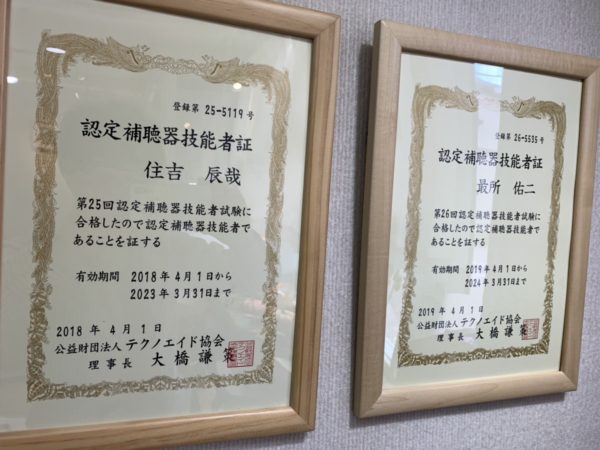 登録第 25-5119 号
認定補聴器技能者証
住吉 辰哉
第25回認定補聴器技能者試験に
合格したので認定補聴器技能者で
あることを証する
有効期間 2018年4月1日から
2023年3月31日まで
2018年4月1日
公益財団法人テクノエイド協会
理事長 大橋謙策
登録第 26-5535 号
認定補聴器技能者証
最所 佑二
第26回認定補聴器技能者試験に
合格したので認定補聴器技能者で
あることを証する
有効期間 2019年4月1日から
2024年3月31日まで
2019年4月1日
公益財団法人テクノエイド協会
理事長 大橋謙策